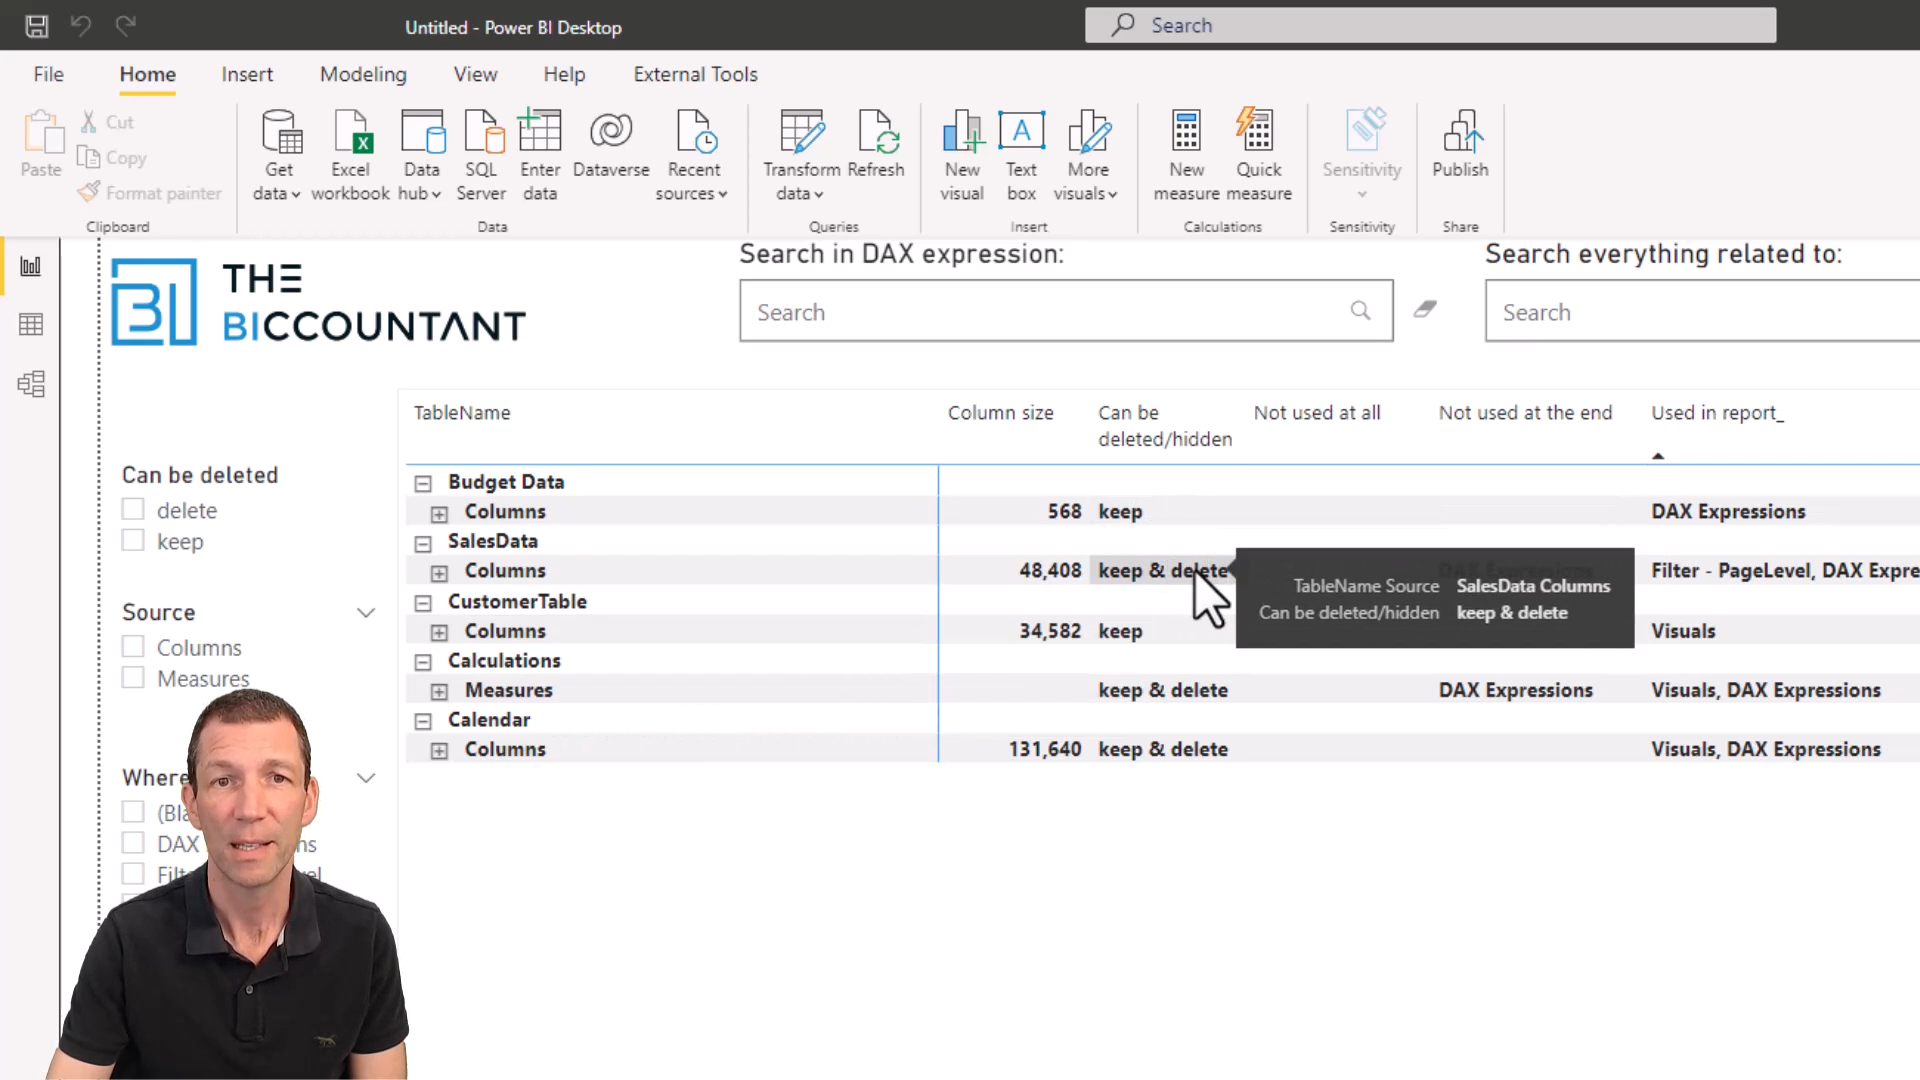 Untitled - Power BI Desktop
Search
File Home Insert Modeling View Help External Tools
Paste
Cut
Copy
Format painter
Clipboard
Get data
Excel workbook
Data hub
SQL Server
Enter data
Dataverse
Recent sources
Data
Transform data
Refresh
Queries
New visual
Text box
More visuals
Insert
New measure
Quick measure
Calculations
Sensitivity
Sensitivity
Publish
Share
THE
BICCOUNTANT
Search in DAX expression:
Search
Search everything related to:
Search
Can be deleted
delete
keep
Source
Columns
Measures
Where
DAX
TableName Column size Can be deleted/hidden Not used at all Not used at the end Used in report_
Budget Data
Columns 568 keep DAX Expressions
SalesData
Columns 48,408 keep & delete Filter - PageLevel, DAX Expre
TableName Source SalesData Columns
Can be deleted/hidden keep & delete
CustomerTable
Columns 34,582 keep Visuals
Calculations
Measures keep & delete DAX Expressions Visuals, DAX Expressions
Calendar
Columns 131,640 keep & delete Visuals, DAX Expressions